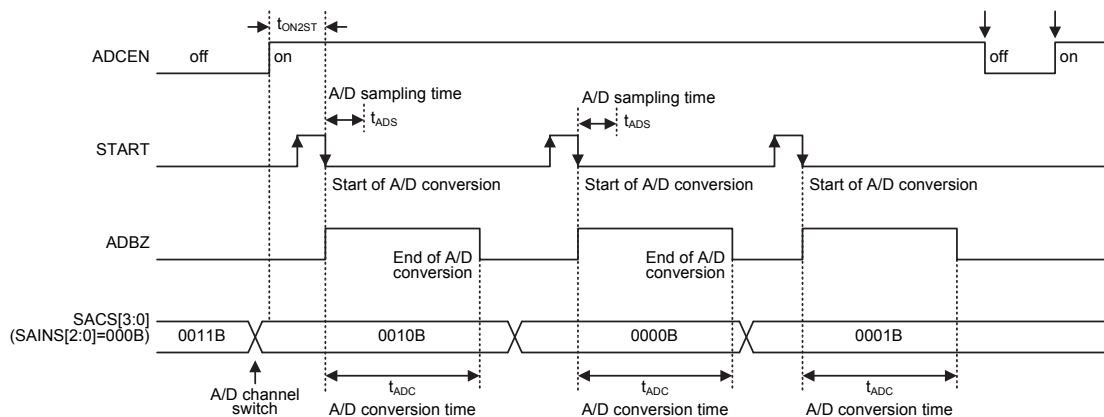 tON2ST
ADCEN
off
on
off
on
A/D sampling time
tADS
A/D sampling time
tADS
START
Start of A/D conversion
Start of A/D conversion
Start of A/D conversion
ADBZ
End of A/D
conversion
End of A/D
conversion
SACS[3:0]
(SAINS[2:0]=000B)
0011B
0010B
0000B
0001B
A/D channel
switch
tADC
A/D conversion time
tADC
A/D conversion time
tADC
A/D conversion time